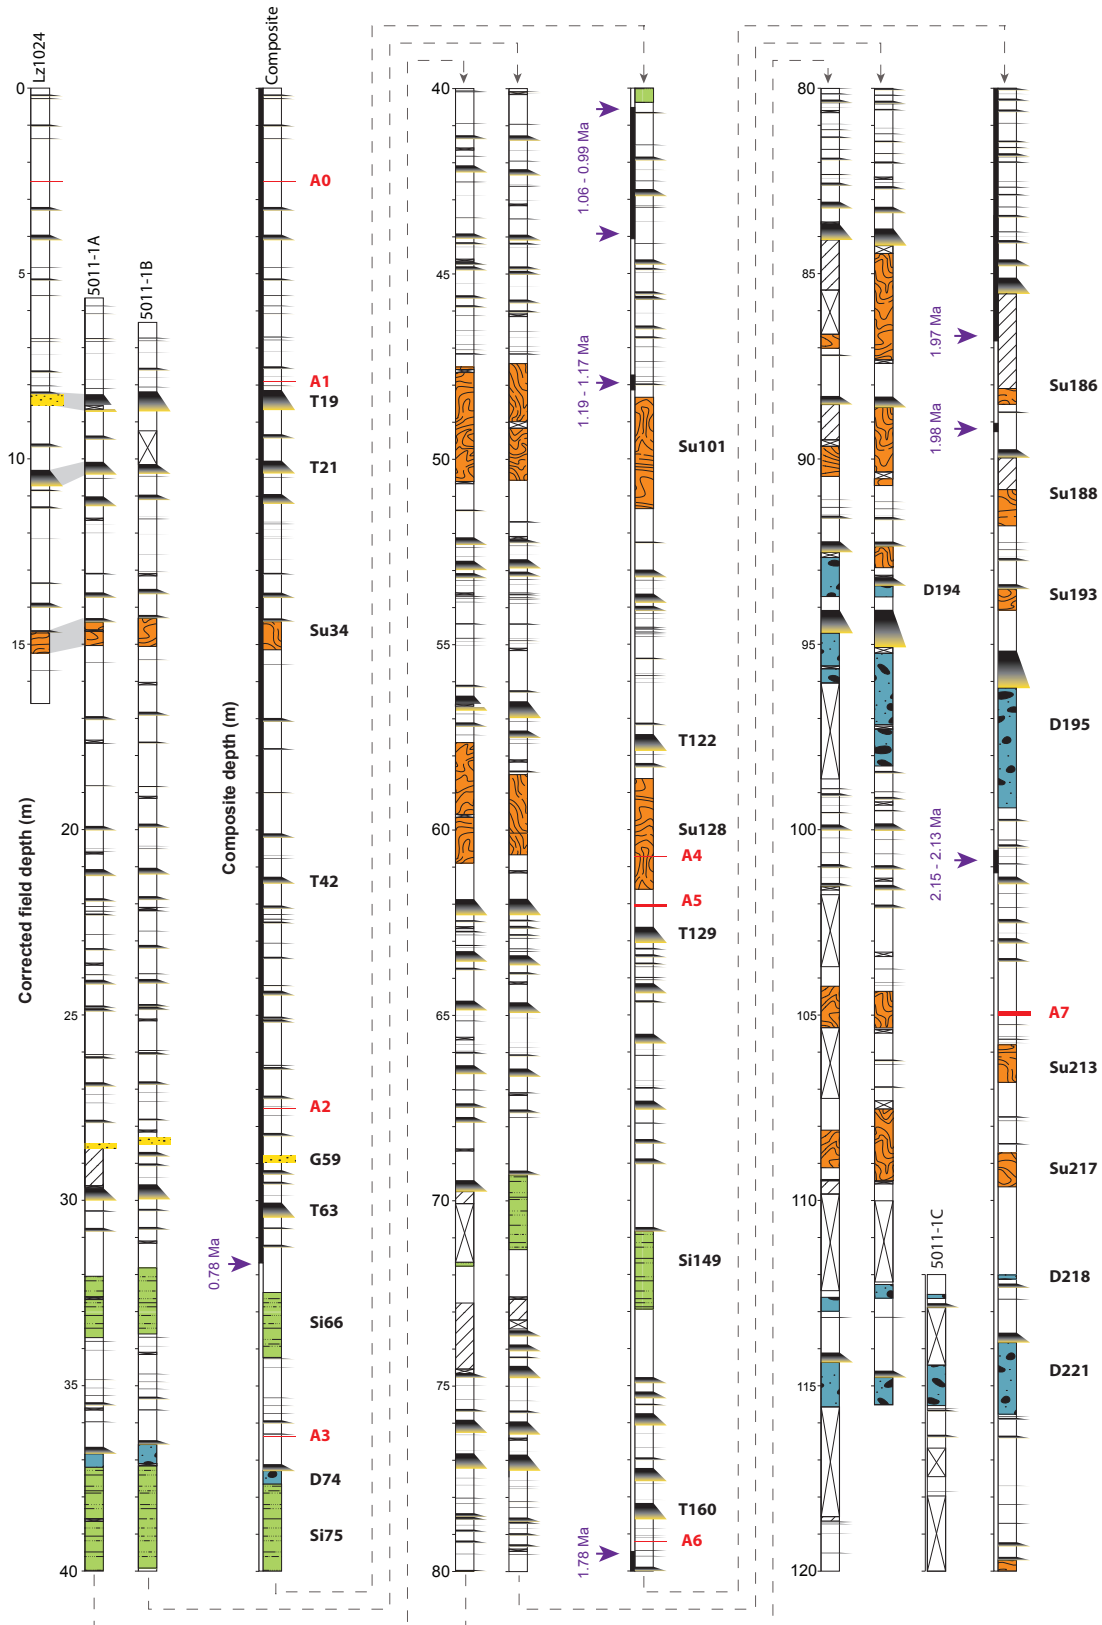 Lz1024
5011-1A
5011-1B
Composite
Corrected field depth (m)
0
5
10
15
20
25
30
35
40
Composite depth (m)
A0
A1
T19
T21
Su34
T42
A2
G59
T63
0.78 Ma
Si66
A3
D74
Si75
40
45
50
55
60
65
70
75
80
1.06 - 0.99 Ma
1.19 - 1.17 Ma
Su101
T122
Su128
A4
A5
T129
Si149
T160
A6
1.78 Ma
80
85
90
95
100
105
110
115
120
5011-1C
1.97 Ma
Su186
1.98 Ma
Su188
Su193
D194
D195
2.15 - 2.13 Ma
A7
Su213
Su217
D218
D221